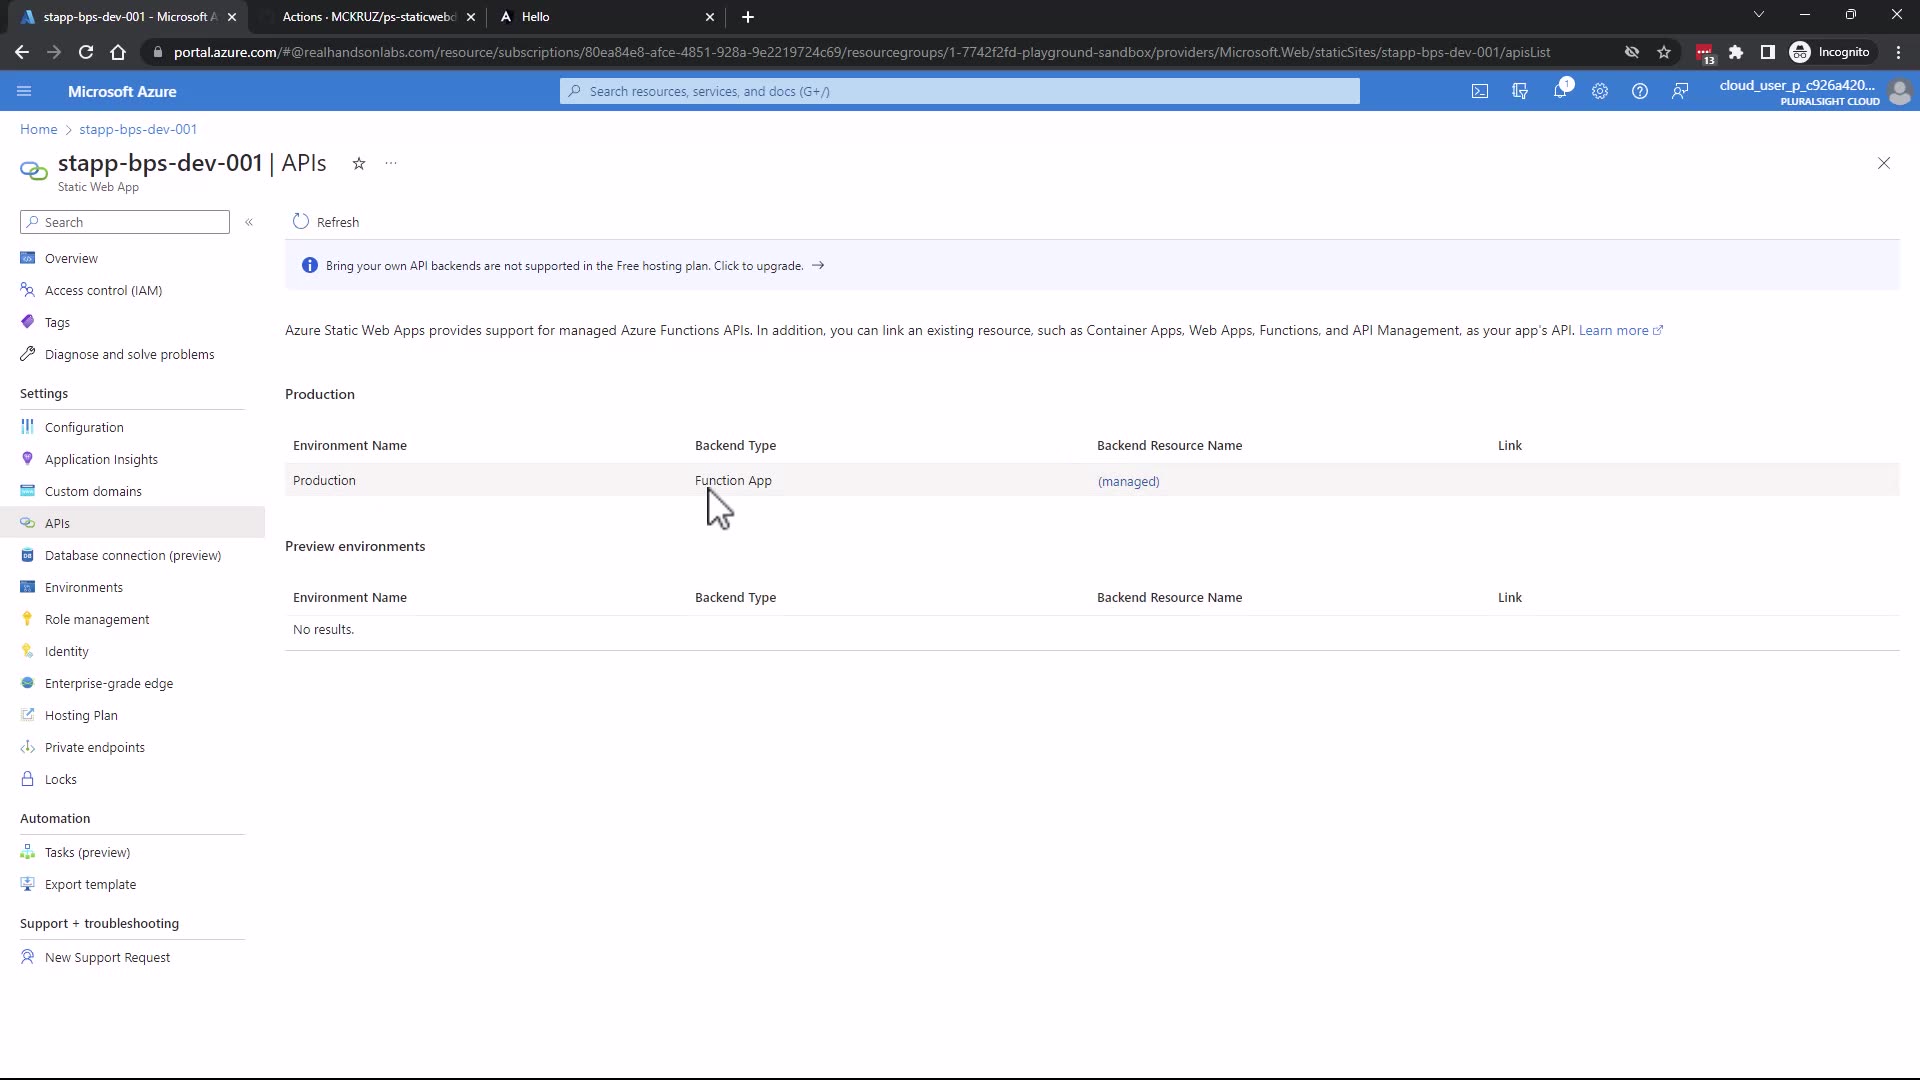 stapp-bps-dev-001 - Microsoft A
Actions · MCKRUZ/ps-staticwebd
Hello
portal.azure.com/#@realhandsonlabs.com/resource/subscriptions/80ea84e8-afce-4851-928a-9e2219724c69/resourcegroups/1-7742f2fd-playground-sandbox/providers/Microsoft.Web/staticSites/stapp-bps-dev-001/apisList
13
Incognito
Microsoft Azure
Search resources, services, and docs (G+/)
1
cloud_user_p_c926a420...
PLURALSIGHT CLOUD
Home > stapp-bps-dev-001
stapp-bps-dev-001 | APIs
Static Web App
Search
Refresh
Overview
Access control (IAM)
Tags
Diagnose and solve problems
Settings
Configuration
Application Insights
Custom domains
APIs
Database connection (preview)
Environments
Role management
Identity
Enterprise-grade edge
Hosting Plan
Private endpoints
Locks
Automation
Tasks (preview)
Export template
Support + troubleshooting
New Support Request
Bring your own API backends are not supported in the Free hosting plan. Click to upgrade. →
Azure Static Web Apps provides support for managed Azure Functions APIs. In addition, you can link an existing resource, such as Container Apps, Web Apps, Functions, and API Management, as your app's API. Learn more
Production
Environment Name Backend Type Backend Resource Name Link
Production Function App (managed)
Preview environments
Environment Name Backend Type Backend Resource Name Link
No results.